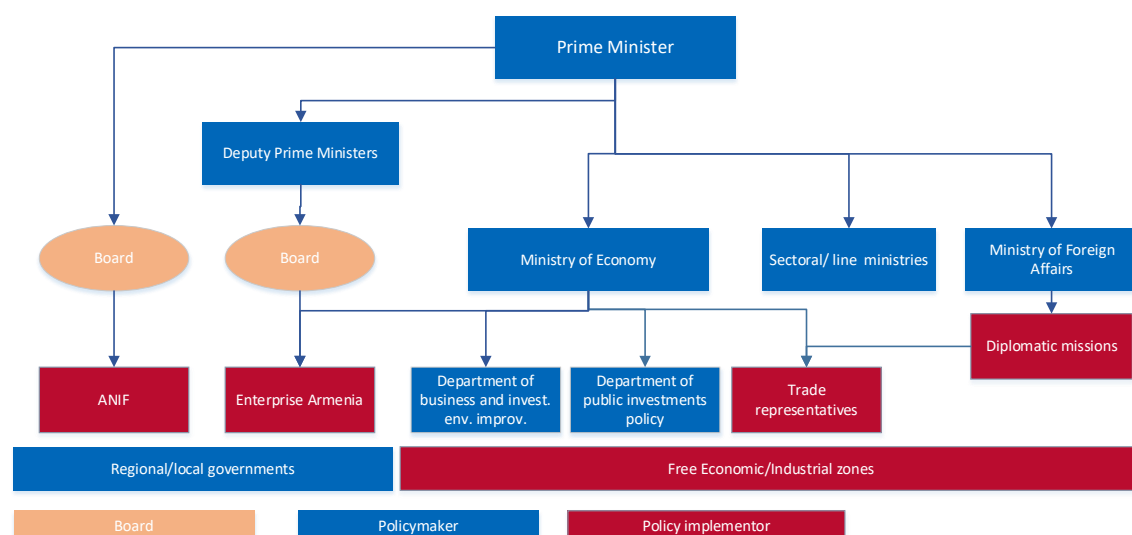 Prime Minister
Deputy Prime Ministers
Board
Board
Ministry of Economy
Sectoral/ line ministries
Ministry of Foreign
Affairs
Diplomatic missions
ANIF
Enterprise Armenia
Department of
business and invest.
env. improv.
Department of
public investments
policy
Trade
representatives
Regional/local governments
Free Economic/Industrial zones
Board
Policymaker
Policy implementor